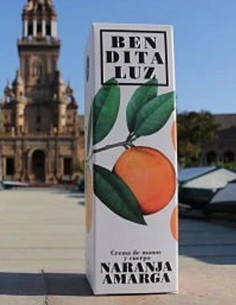 BEN
DITA
LUZ
Crema de manos
y cuerpo
NARANJA
AMARGA